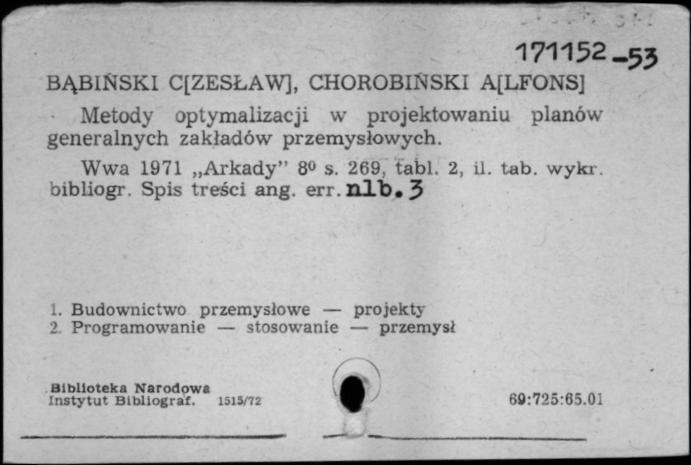 171152-53
BĄBIŃSKI C[ZESŁAW], CHOROBIŃSKI A[LFONS]
Metody optymalizacji w projektowaniu planów
generalnych zakładów przemysłowych.
Wwa 1971 „Arkady” 8⁰ s. 269, tabl. 2, il. tab. wykr.
bibliogr. Spis treści ang. err. nlb. 3
1. Budownictwo przemysłowe — projekty
2. Programowanie — stosowanie — przemysł
Biblioteka Narodowa
Instytut Bibliograf. 1515/72
69:725:65.01